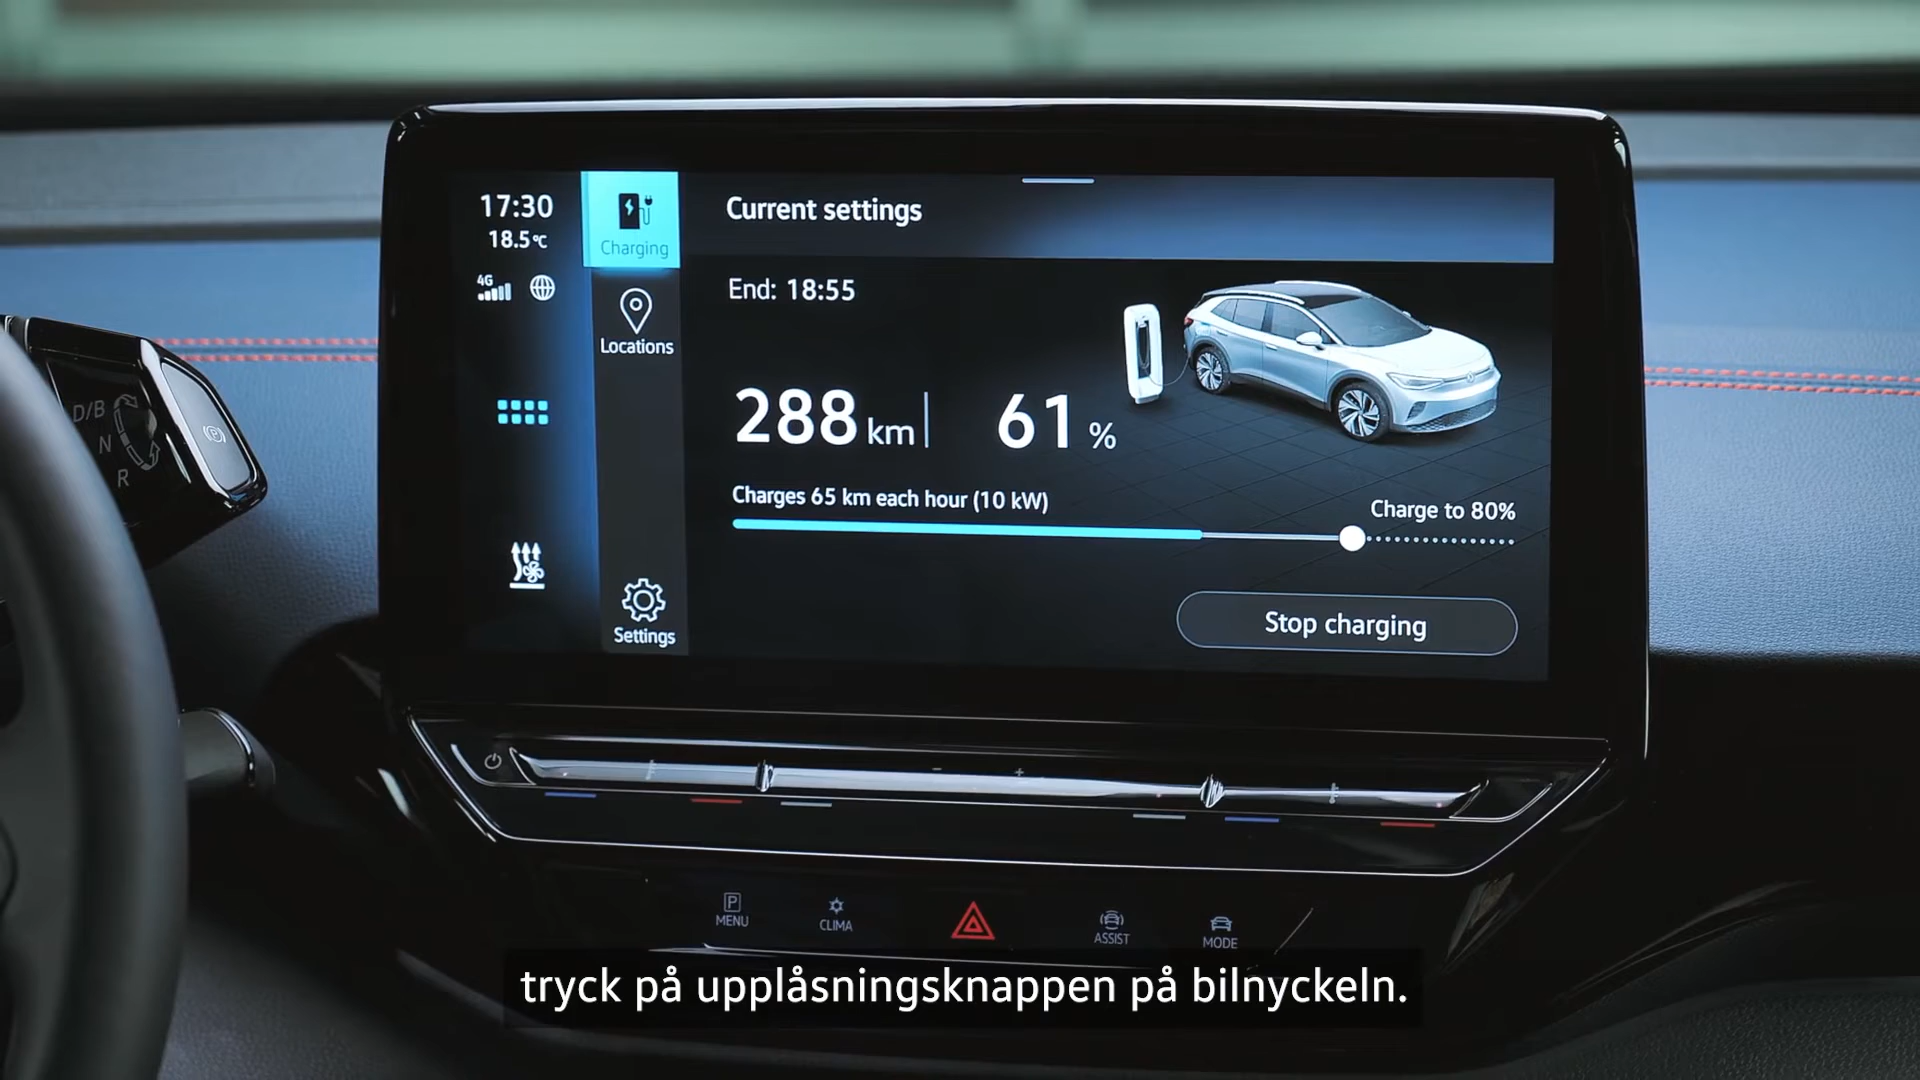 17:30
18.5°C
4G
Charging
Locations
Settings
Current settings
End: 18:55
288 km
61 %
Charges 65 km each hour (10 kW)
Charge to 80%
Stop charging
D/B
N
R
P
- +
P
MENU
CLIMA
ASSIST
MODE
tryck på upplåsningsknappen på bilnyckeln.